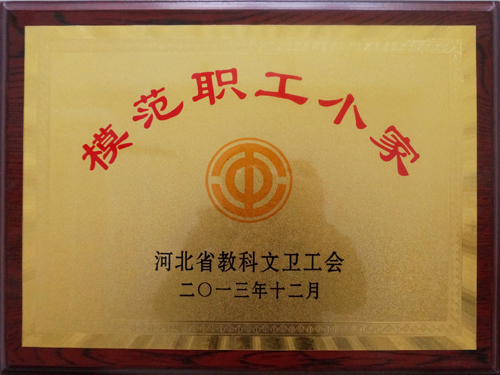 模范职工小家
河北省教科文卫工会
二〇一三年十二月